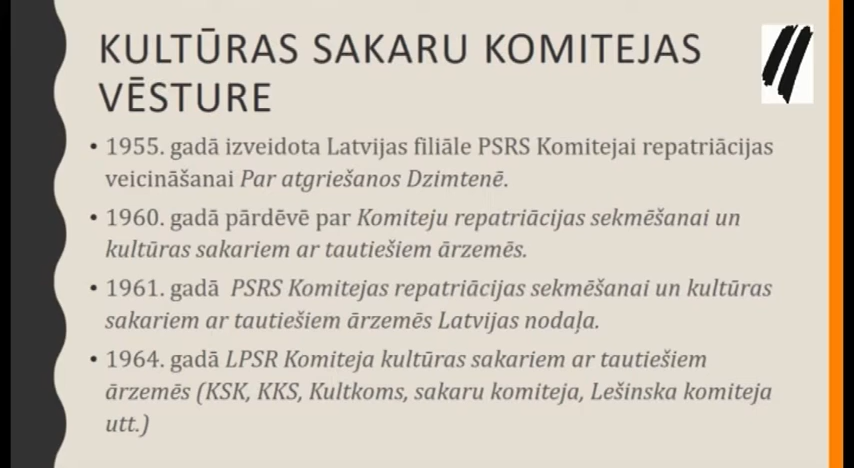 KULTŪRAS SAKARU KOMITEJAS
VĒSTURE
• 1955. gadā izveidota Latvijas filiāle PSRS Komitejai repatriācijas
veicināšanai Par atgriešanos Dzimtenē.
• 1960. gadā pārdēvē par Komiteju repatriācijas sekmēšanai un
kultūras sakariem ar tautiešiem ārzemēs.
• 1961. gadā PSRS Komitejas repatriācijas sekmēšanai un kultūras
sakariem ar tautiešiem ārzemēs Latvijas nodaļa.
• 1964. gadā LPSR Komiteja kultūras sakariem ar tautiešiem
ārzemēs (KSK, KKS, Kultkoms, sakaru komiteja, Lešinska komiteja
utt.)